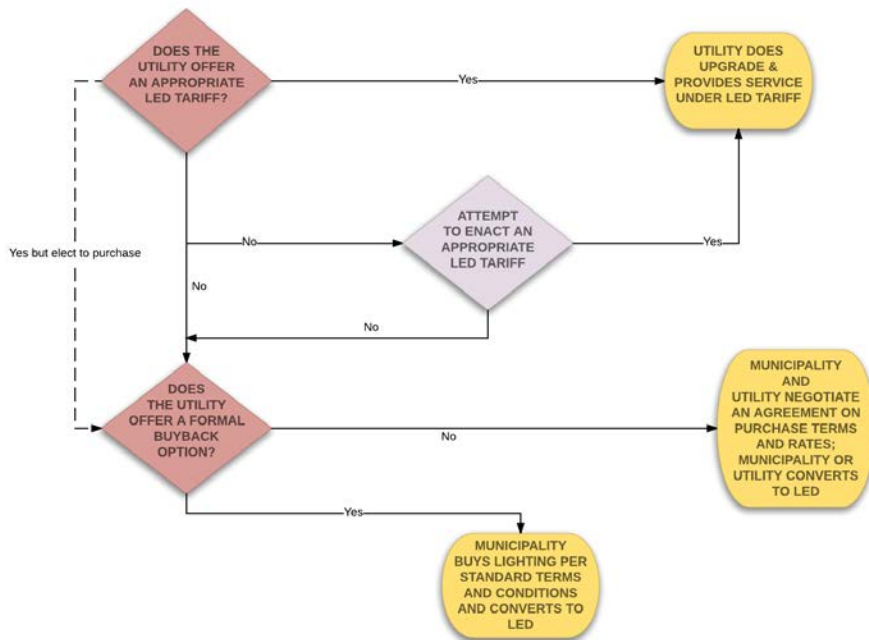 DOES THE
UTILITY OFFER
AN APPROPRIATE
LED TARIFF?
Yes
UTILITY DOES
UPGRADE &
PROVIDES SERVICE
UNDER LED TARIFF
ATTEMPT
TO ENACT AN
APPROPRIATE
LED TARIFF
No
Yes
Yes but elect to purchase
No
No
DOES
THE UTILITY
OFFER A FORMAL
BUYBACK
OPTION?
No
MUNICIPALITY
AND
UTILITY NEGOTIATE
AN AGREEMENT ON
PURCHASE TERMS
AND RATES;
MUNICIPALITY OR
UTILITY CONVERTS
TO LED
Yes
MUNICIPALITY
BUYS LIGHTING PER
STANDARD TERMS
AND CONDITIONS
AND CONVERTS TO
LED